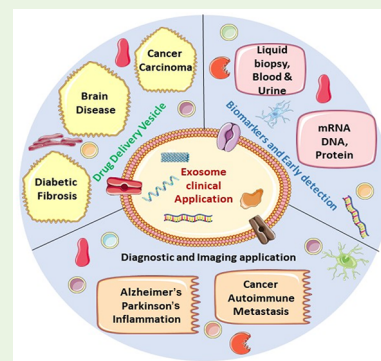 Cancer
Carcinoma
Brain
Disease
Diabetic
Fibrosis
Drug Delivery Vesicle
Liquid
biopsy,
Blood &
Urine
mRNA
DNA,
Protein
Biomarkers and Early detection
Exosome
clinical
Application
Diagnostic and Imaging application
Alzheimer's
Parkinson's
Inflammation
Cancer
Autoimmune
Metastasis